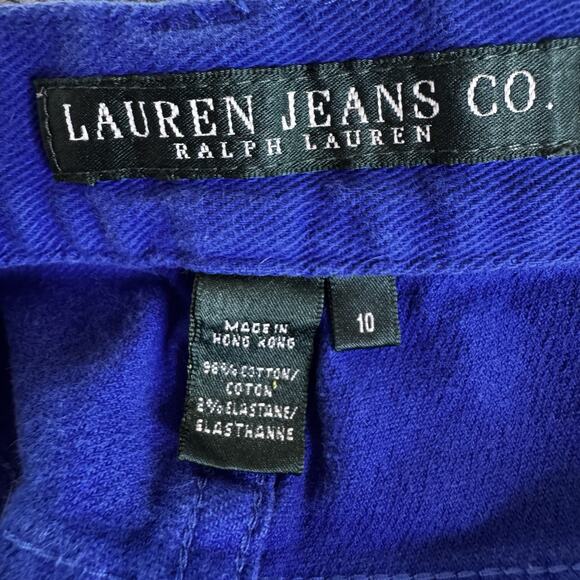 LAUREN JEANS CO.
RALPH LAUREN
10
MADE IN
HONG KONG
98% COTTON/
COTON
2% ELASTANE/
ELASTHANNE